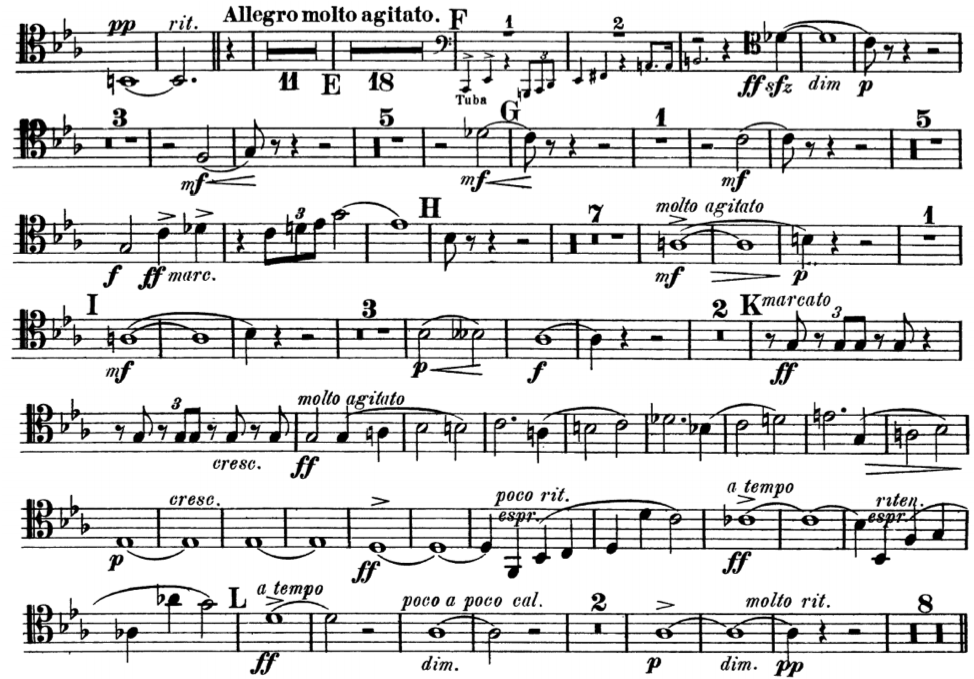 pp rit. Allegro molto agitato. F 1 2
11 E 18 Tuba 3 ff sfz dim p
3 5 G 1 5
mf mf mf
3 H 7 molto agitato 1
f ff marc. mf p
I 3 2 K marcato 3
mf p f ff
3 molto agitato
cresc. ff
cresc. poco rit. espr. a tempo riten. espr.
p ff ff
L a tempo poco a poco cal. 2 molto rit. 8
ff dim. p dim. pp